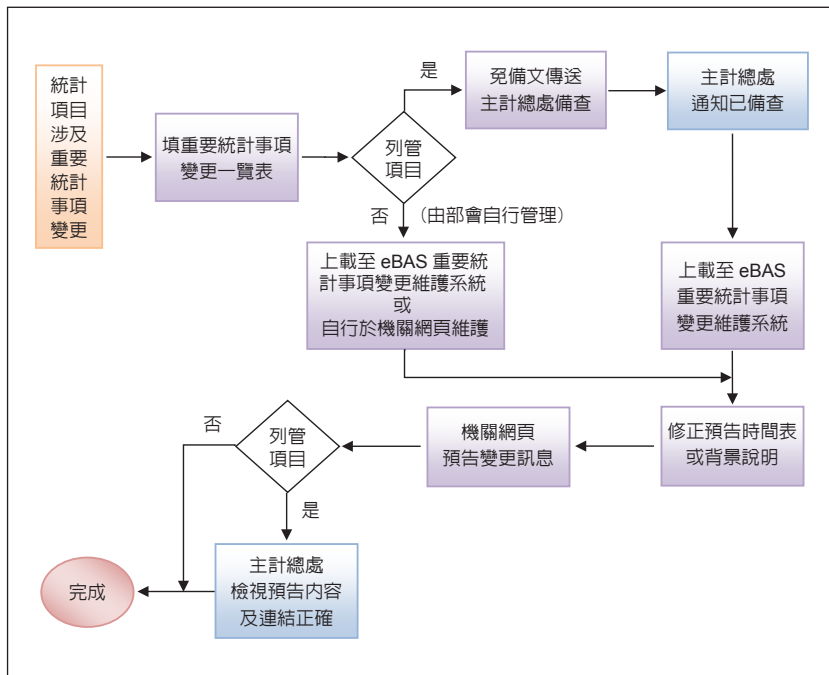 統計
項目
涉及
重要
統計
事項
變更
填重要統計事項
變更一覽表
列管
項目
是
免備文傳送
主計總處備查
主計總處
通知已備查
否
（由部會自行管理）
上載至 eBAS 重要統
計事項變更維護系統
或
自行於機關網頁維護
上載至 eBAS
重要統計事項
變更維護系統
修正預告時間表
或背景說明
機關網頁
預告變更訊息
列管
項目
否
是
主計總處
檢視預告內容
及連結正確
完成